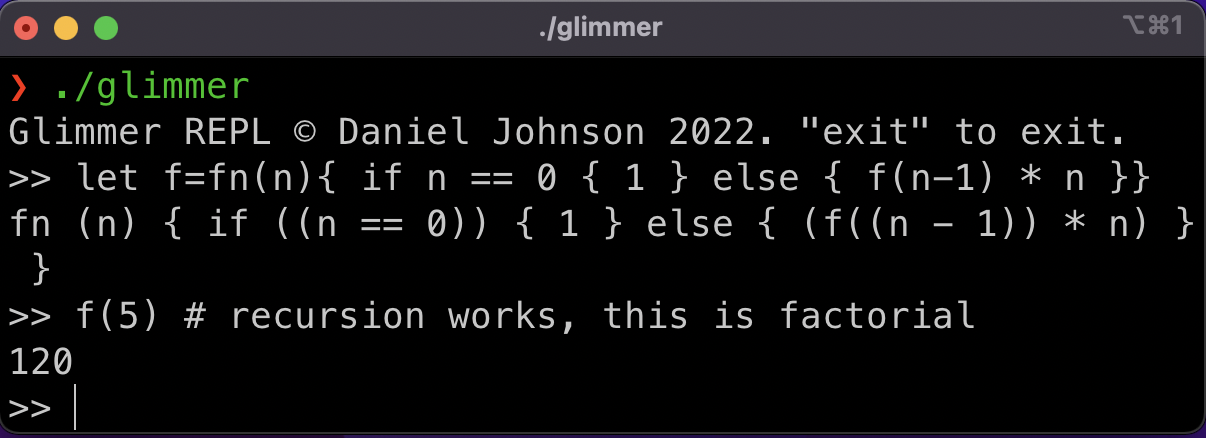 ./glimmer
⌥⌘1
❯ ./glimmer
Glimmer REPL © Daniel Johnson 2022. "exit" to exit.
>> let f=fn(n){ if n == 0 { 1 } else { f(n-1) * n }}
fn (n) { if ((n == 0)) { 1 } else { (f((n - 1)) * n) }
 }
>> f(5) # recursion works, this is factorial
120
>>